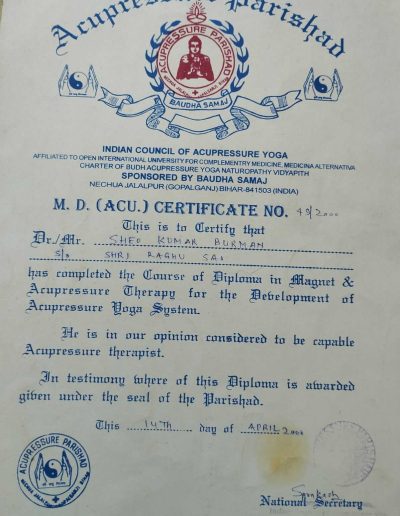 Acupressure Parishad
ACUPRESSURE PARISHAD
BAUDHA SAMAJ
INDIAN COUNCIL OF ACUPRESSURE YOGA
AFFILIATED TO OPEN INTERNATIONAL UNIVERSITY FOR COMPLEMENTRY MEDICINE, MEDICINA ALTERNATIVA
CHARTER OF BUDH ACUPRESSURE YOGA NATUROPATHY VIDYAPITH
SPONSORED BY BAUDHA SAMAJ
NECHUA JALALPUR (GOPALGANJ) BIHAR-841503 (INDIA)
M. D. (ACU.) CERTIFICATE NO. 49/2000
This is to Certify that
Dr./Mr. SHEO KUMAR BURMAN
S/o SHRI RAGHU SAI
has completed the Course of Diploma in Magnet &
Acupressure Therapy for the Development of
Acupressure Yoga System.
He is in our opinion considered to be capable
Acupressure therapist.
In testimony where of this Diploma is awarded
given under the seal of the Parishad.
This 14TH day of APRIL 2000
ACUPRESSURE PARISHAD
National Secretary